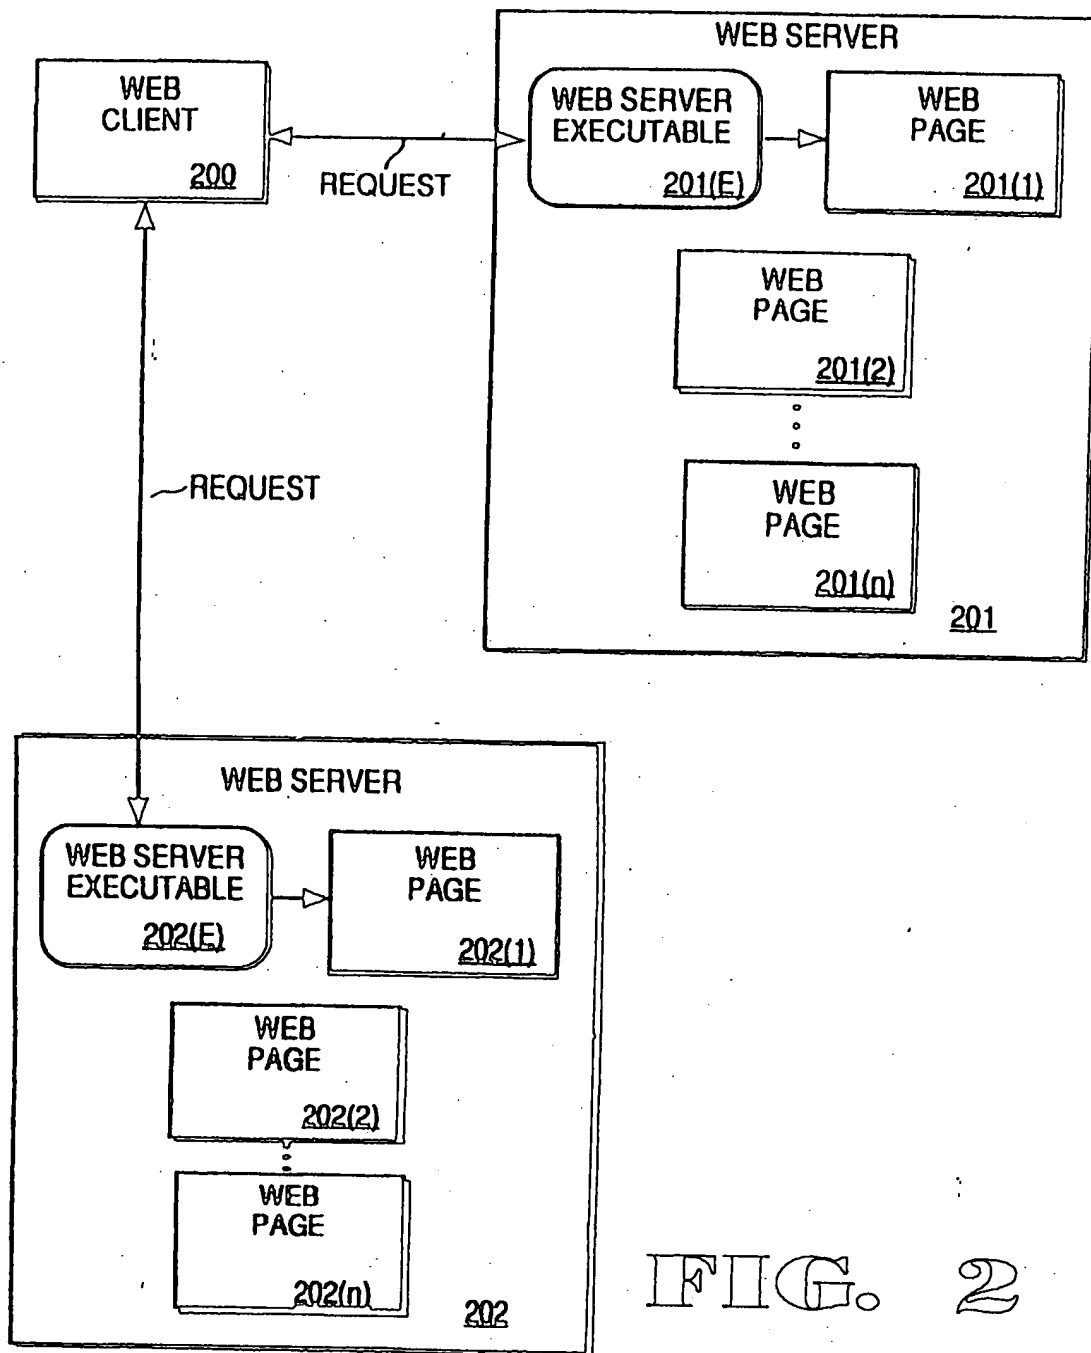 WEB SERVER
WEB
CLIENT
200
REQUEST
WEB SERVER
EXECUTABLE
201(E)
WEB
PAGE
201(1)
WEB
PAGE
201(2)
WEB
PAGE
201(n)
201
REQUEST
WEB SERVER
WEB SERVER
EXECUTABLE
202(E)
WEB
PAGE
202(1)
WEB
PAGE
202(2)
WEB
PAGE
202(n)
202
FIG. 2